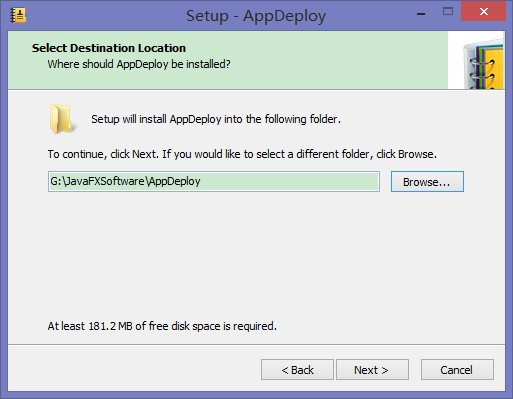 Setup - AppDeploy
Select Destination Location
Where should AppDeploy be installed?
Setup will install AppDeploy into the following folder.
To continue, click Next. If you would like to select a different folder, click Browse.
G:\JavaFXSoftware\AppDeploy
Browse...
At least 181.2 MB of free disk space is required.
< Back
Next >
Cancel